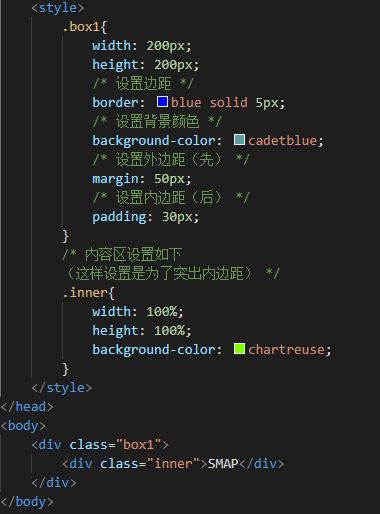 <style>
.box1{
width: 200px;
height: 200px;
/* 设置边距 */
border: blue solid 5px;
/* 设置背景颜色 */
background-color: cadetblue;
/* 设置外边距（先） */
margin: 50px;
/* 设置内边距（后） */
padding: 30px;
}
/* 内容区设置如下
（这样设置是为了突出内边距） */
.inner{
width: 100%;
height: 100%;
background-color: chartreuse;
}
</style>
</head>
<body>
<div class="box1">
<div class="inner">SMAP</div>
</div>
</body>